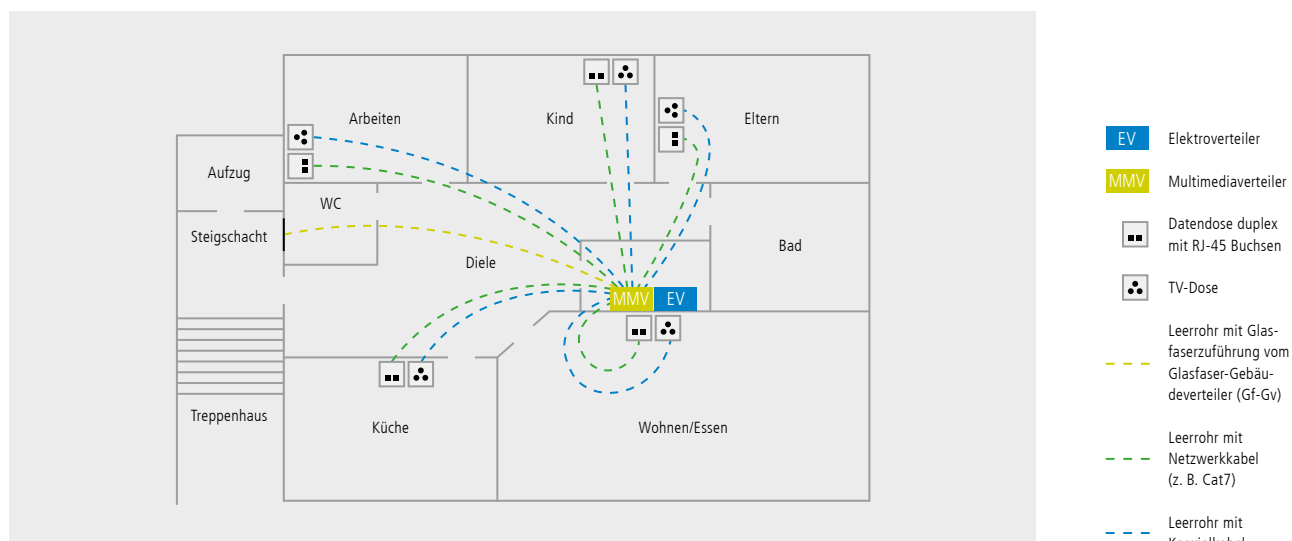 Arbeiten
Kind
Eltern
Aufzug
WC
Steigschacht
Diele
Bad
MMV
EV
Treppenhaus
Küche
Wohnen/Essen
EV
Elektroverteiler
MMV
Multimediaverteiler
Datendose duplex
mit RJ-45 Buchsen
TV-Dose
Leerrohr mit Glas-
faserzuführung vom
Glasfaser-Gebäu-
deverteiler (Gf-Gv)
Leerrohr mit
Netzwerkkabel
(z. B. Cat7)
Leerrohr mit